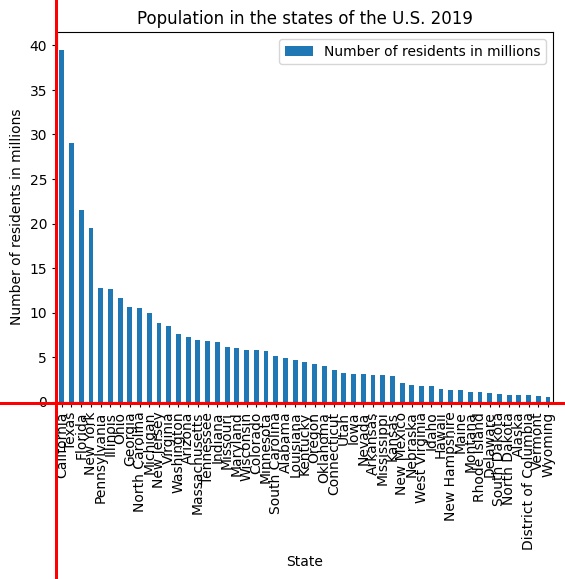 Population in the states of the U.S. 2019
Number of residents in millions
Number of residents in millions
40
35
30
25
20
15
10
5
0
California
Texas
Florida
New York
Pennsylvania
Illinois
Ohio
Georgia
North Carolina
Michigan
New Jersey
Virginia
Washington
Arizona
Massachusetts
Tennessee
Indiana
Missouri
Maryland
Wisconsin
Colorado
Minnesota
South Carolina
Alabama
Louisiana
Kentucky
Oregon
Oklahoma
Connecticut
Utah
Iowa
Nevada
Arkansas
Mississippi
Kansas
New Mexico
Nebraska
West Virginia
Idaho
Hawaii
New Hampshire
Maine
Montana
Rhode Island
Delaware
South Dakota
North Dakota
Alaska
District of Columbia
Vermont
Wyoming
State